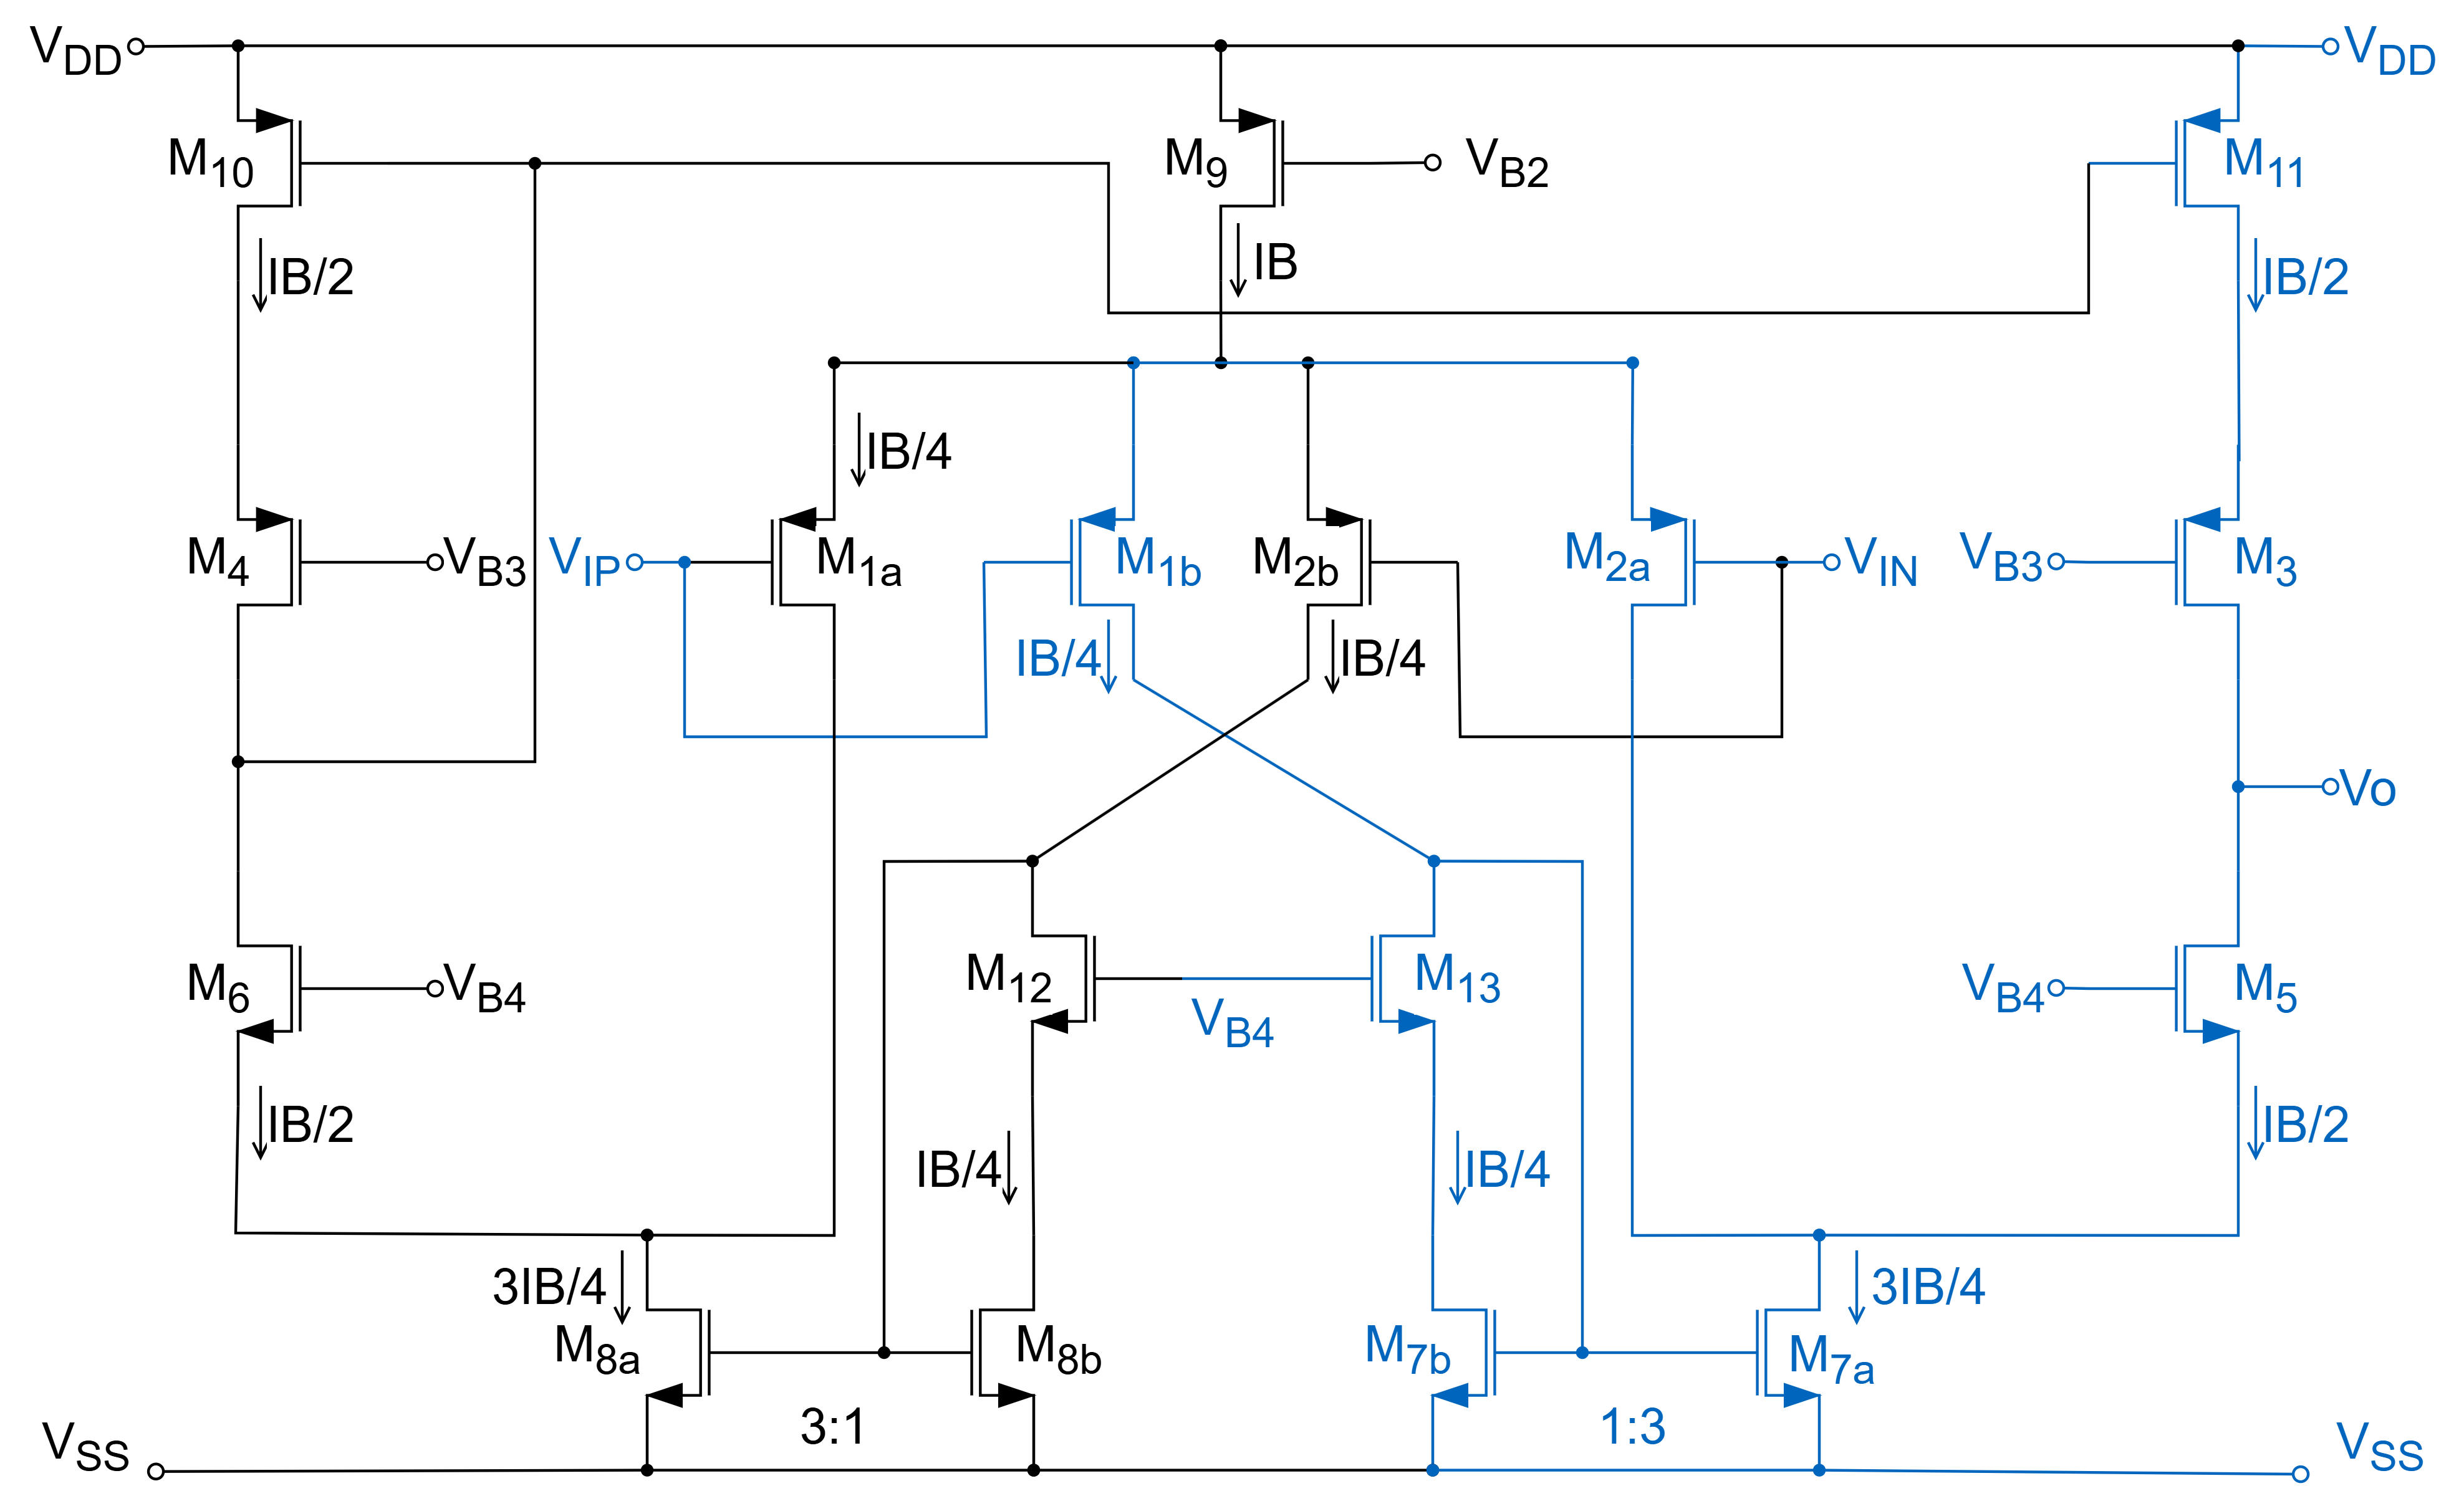 VDD
VDD
M10
M9
VB2
M11
IB/2
IB
IB/2
IB/4
M4
VB3
VIP
M1a
M1b
M2b
M2a
VIN
VB3
M3
IB/4
IB/4
Vo
M6
VB4
M12
VB4
M13
VB4
M5
IB/2
IB/4
IB/4
IB/2
3IB/4
3IB/4
M8a
M8b
M7b
M7a
3:1
1:3
VSS
VSS